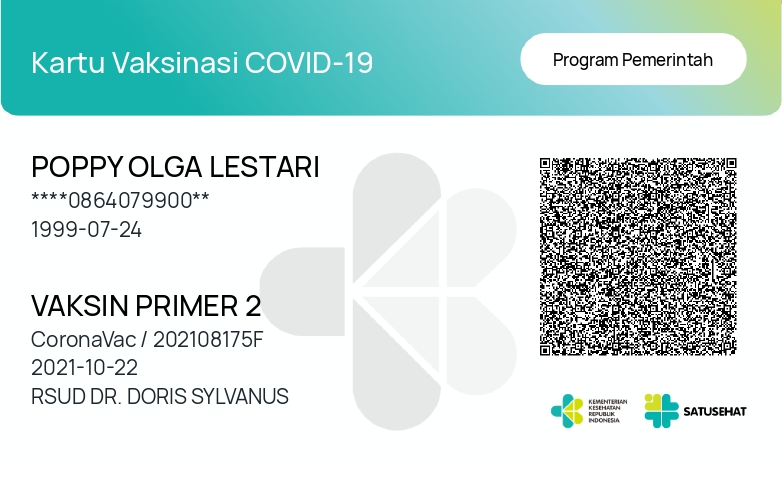 Kartu Vaksinasi COVID-19
Program Pemerintah
POPPY OLGA LESTARI
****0864079900**
1999-07-24
VAKSIN PRIMER 2
CoronaVac / 202108175F
2021-10-22
RSUD DR. DORIS SYLVANUS
KEMENTERIAN
KESEHATAN
REPUBLIK
INDONESIA
SATUSEHAT